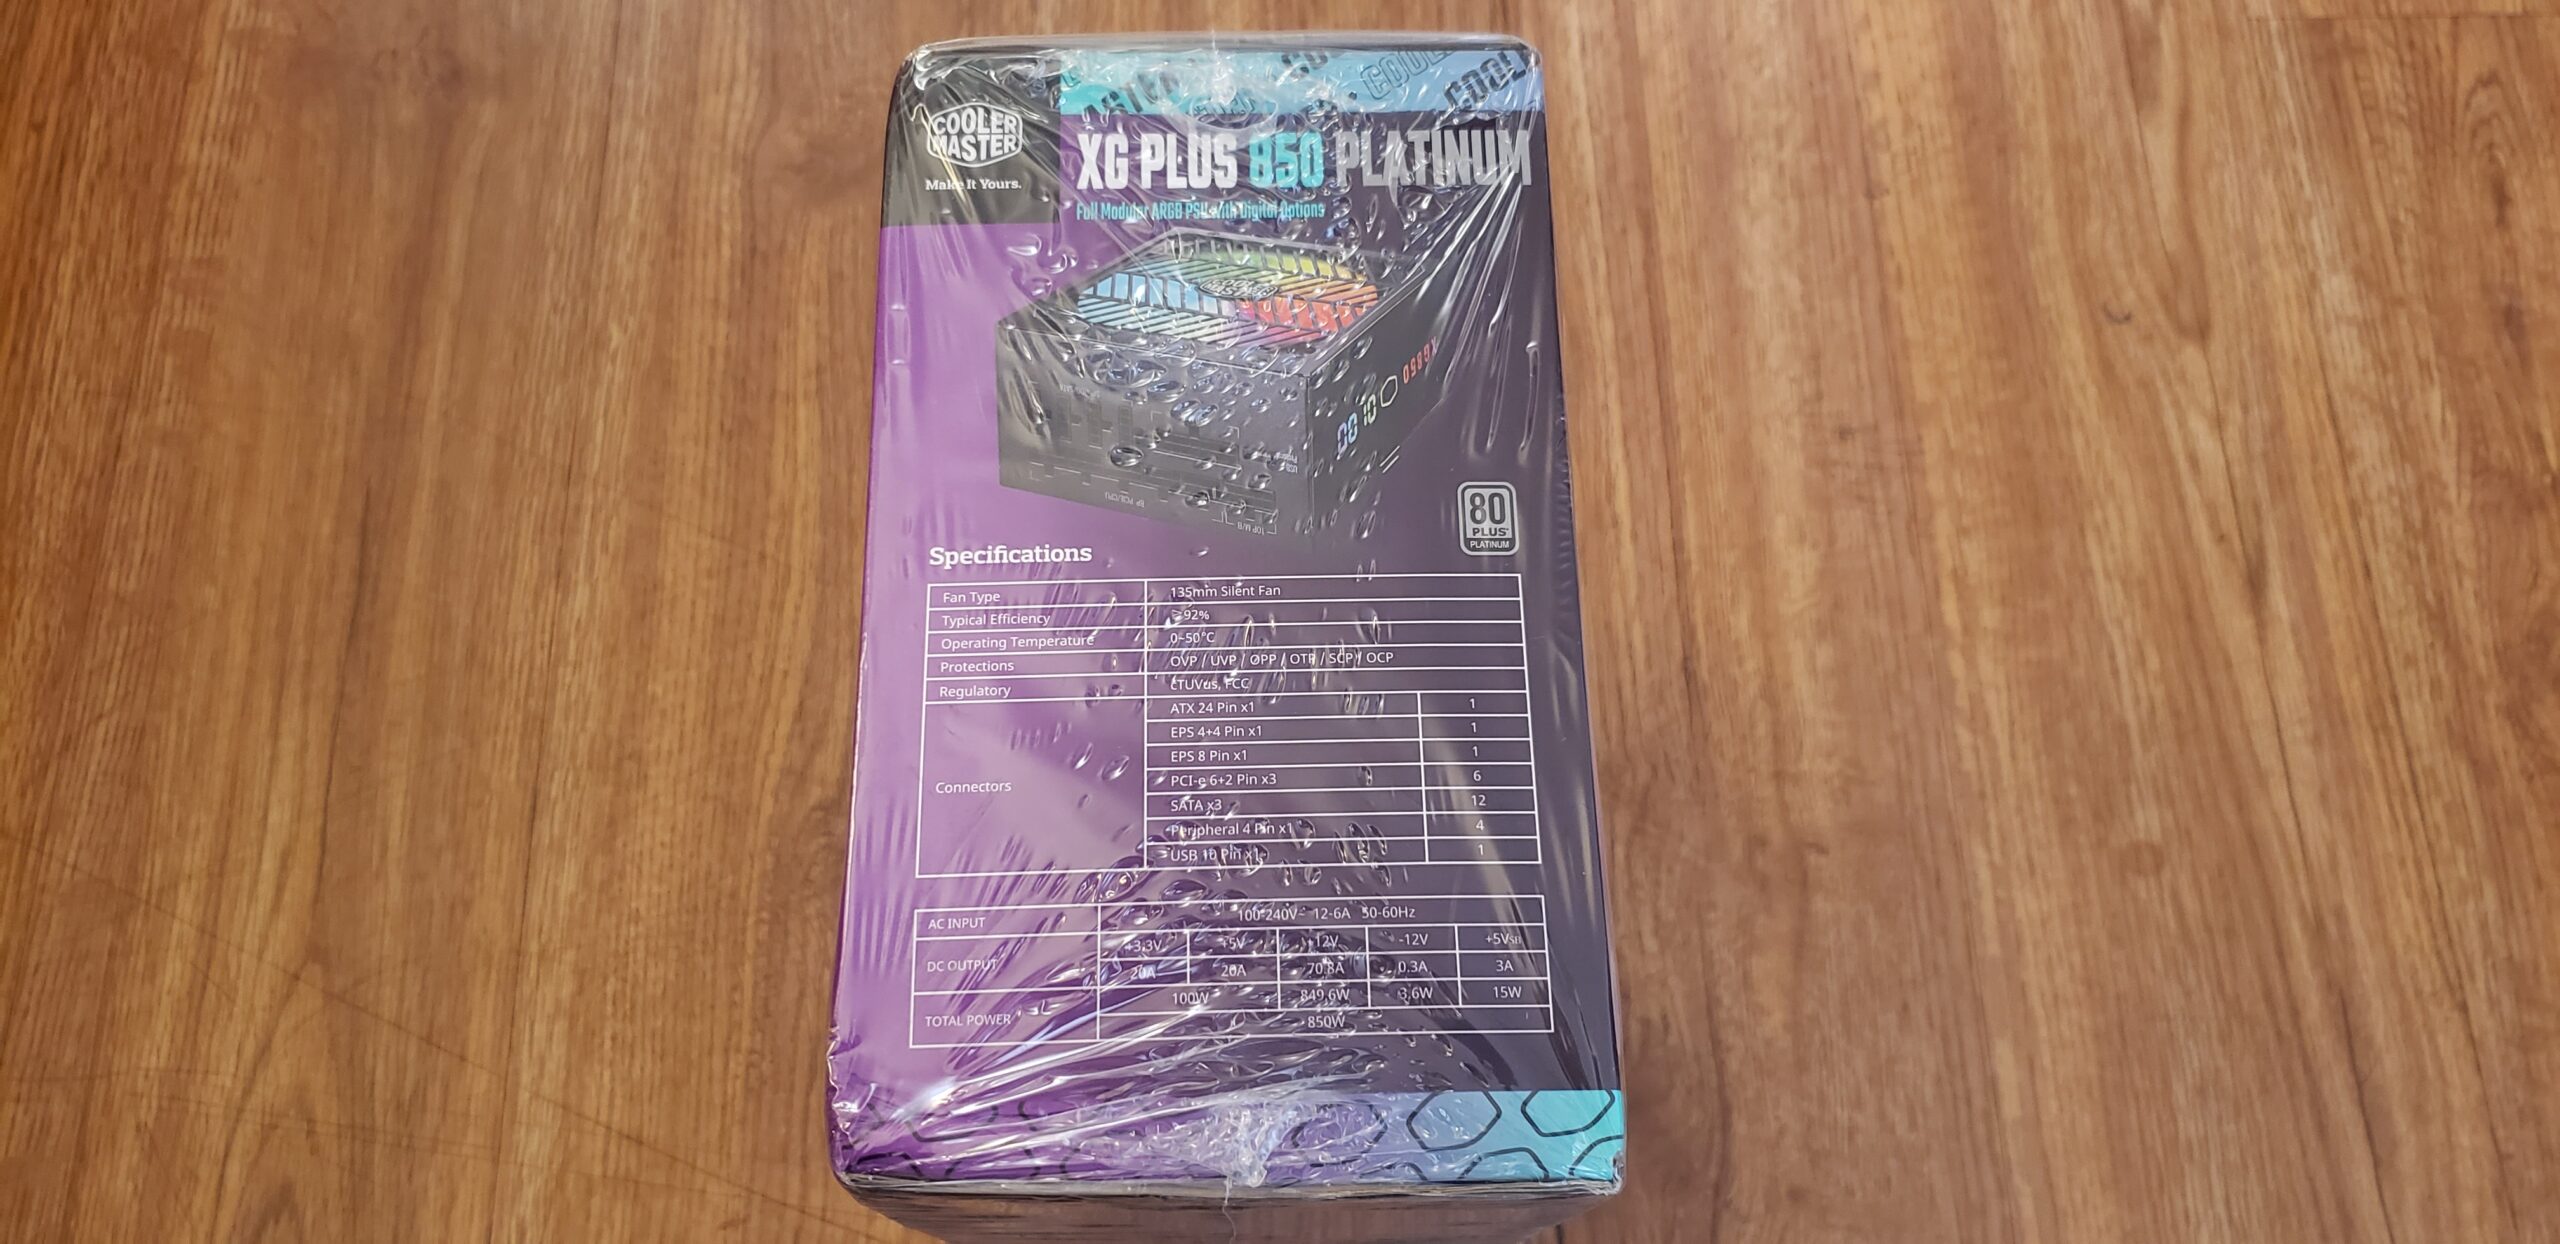 COOLER
MASTER
Make It Yours.
COOL
XG PLUS 850 PLATINUM
Full Modular ARGB PSU with Digital Options
XG850
80
PLUS
PLATINUM
Specifications
Fan Type 135mm Silent Fan
Typical Efficiency ≥92%
Operating Temperature 0~50°C
Protections OVP / UVP / OPP / OTP / SCP / OCP
Regulatory cTUVus, FCC
Connectors
ATX 24 Pin x1 1
EPS 4+4 Pin x1 1
EPS 8 Pin x1 1
PCI-e 6+2 Pin x3 6
SATA x3 12
Peripheral 4 Pin x1 4
USB 10 Pin x1 1
AC INPUT 100-240V~ 12-6A 50-60Hz
DC OUTPUT +3.3V +5V +12V -12V +5VSB
20A 20A 70.8A 0.3A 3A
100W 849.6W 3.6W 15W
TOTAL POWER 850W